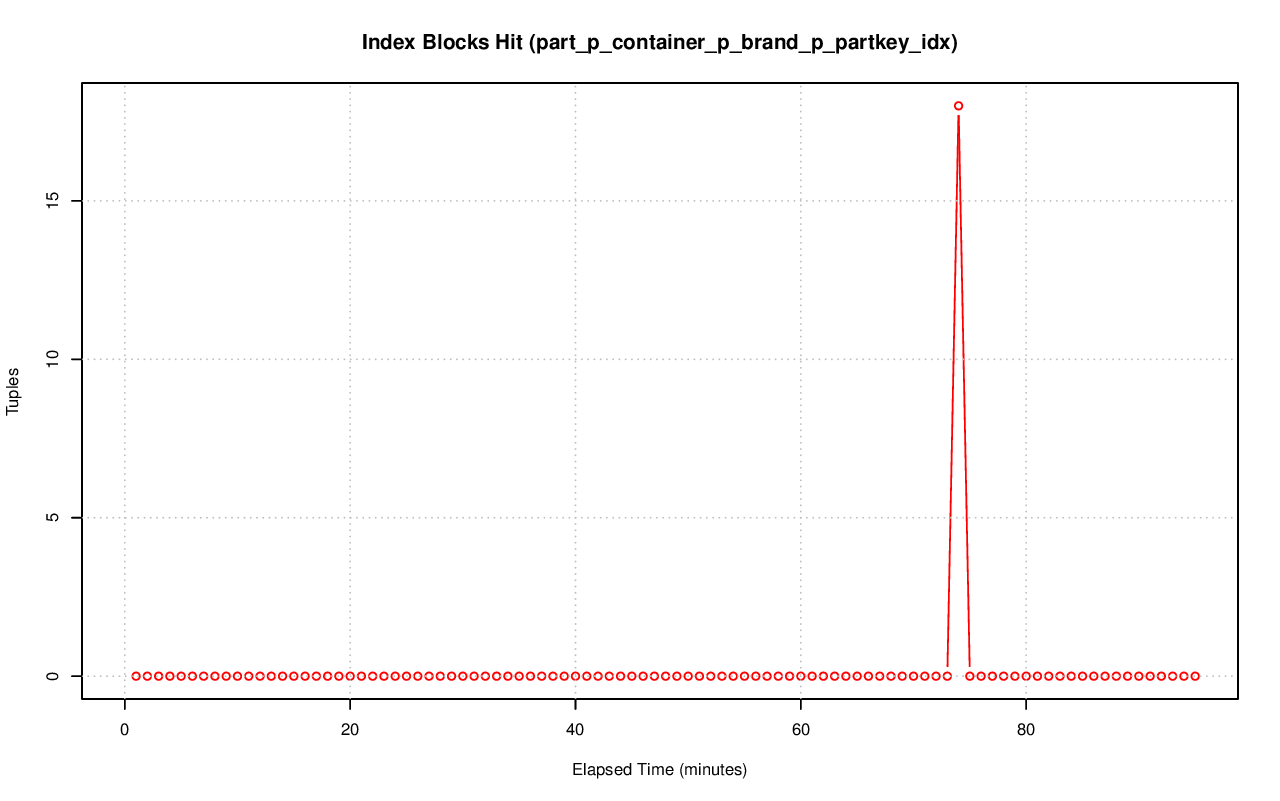 Index Blocks Hit (part_p_container_p_brand_p_partkey_idx)
Tuples
15
10
5
0
0 20 40 60 80
Elapsed Time (minutes)